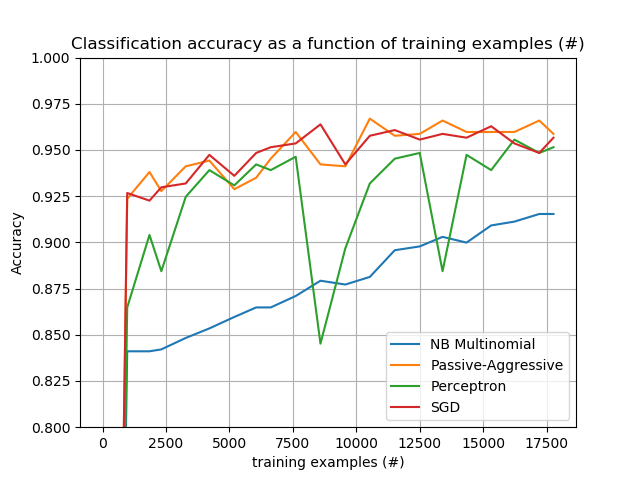 Classification accuracy as a function of training examples (#)
1.000
0.975
0.950
0.925
0.900
0.875
0.850
0.825
0.800
Accuracy
NB Multinomial
Passive-Aggressive
Perceptron
SGD
0 2500 5000 7500 10000 12500 15000 17500
training examples (#)